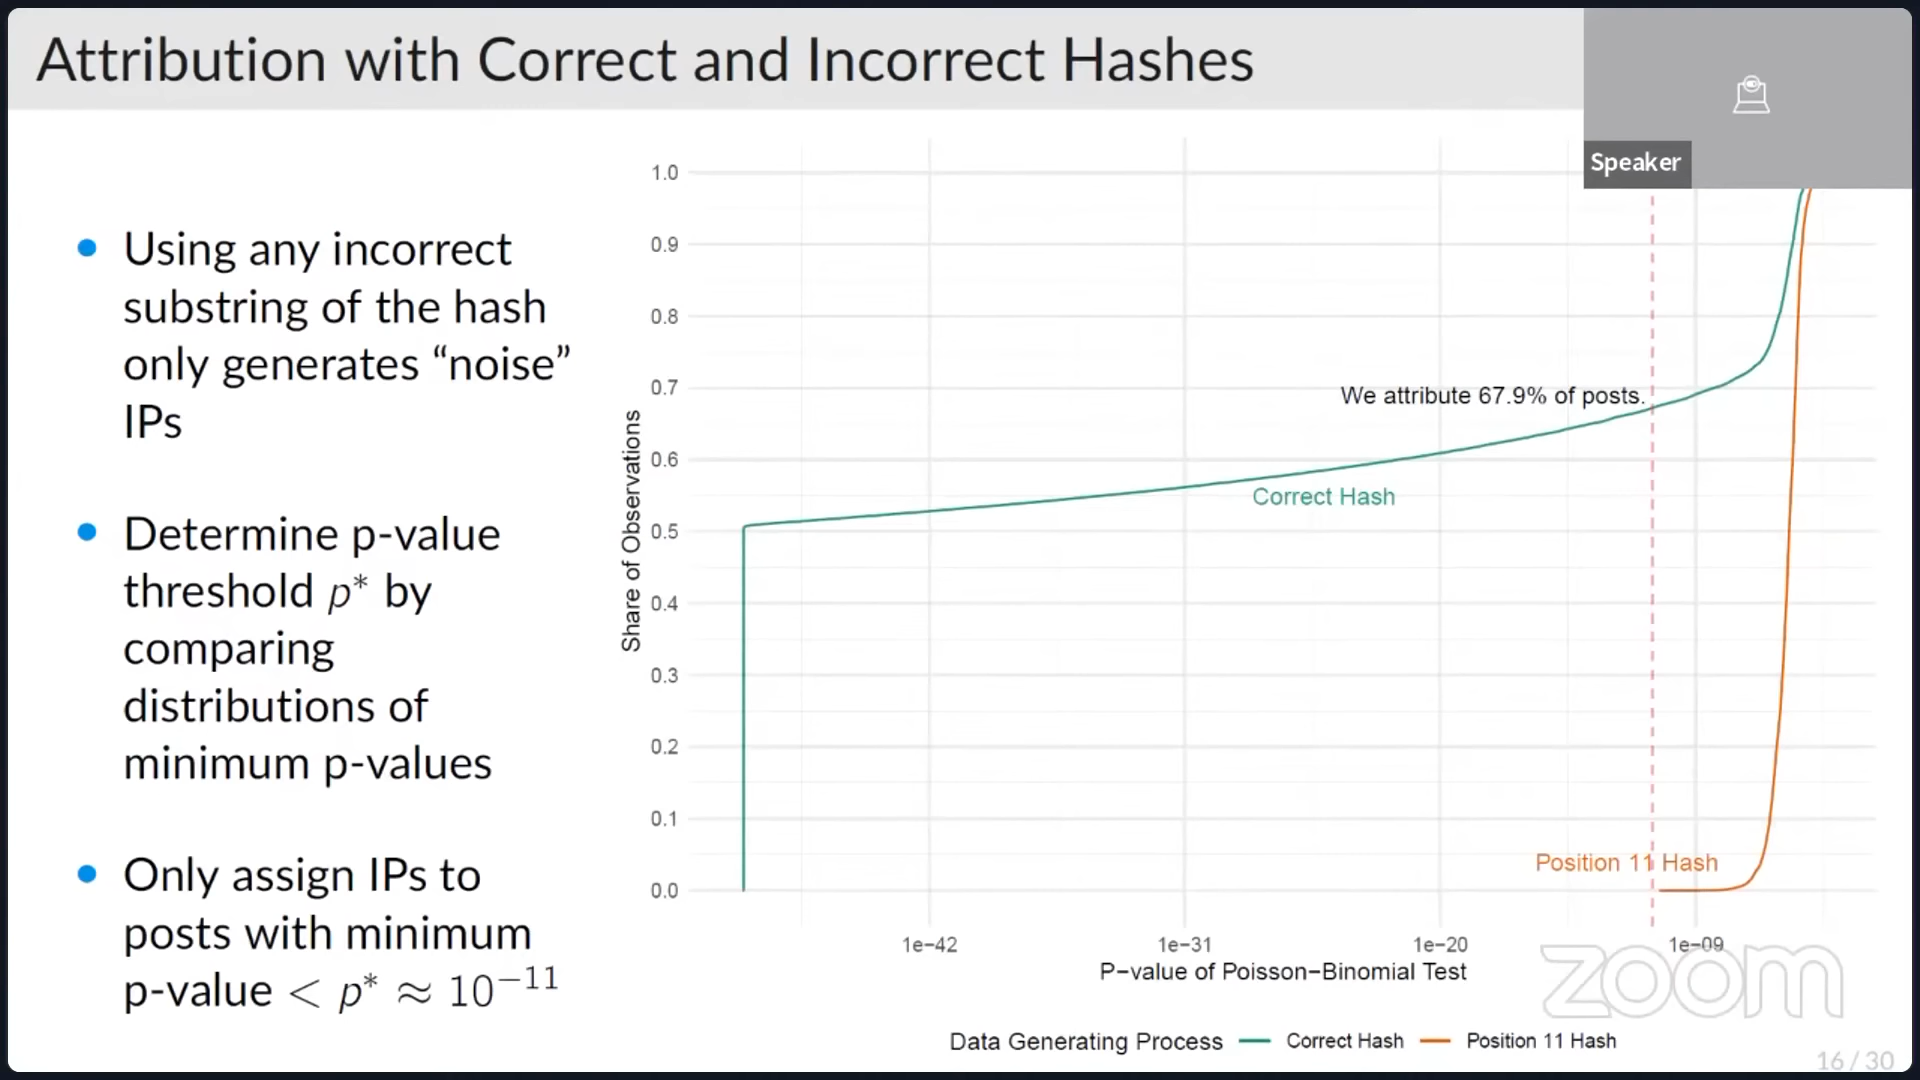 Attribution with Correct and Incorrect Hashes
Speaker
Using any incorrect
substring of the hash
only generates “noise”
IPs
Determine p-value
threshold p* by
comparing
distributions of
minimum p-values
Only assign IPs to
posts with minimum
p-value < p* ≈ 10⁻¹¹
Share of Observations
1.0
0.9
0.8
0.7
0.6
0.5
0.4
0.3
0.2
0.1
0.0
We attribute 67.9% of posts.
Correct Hash
Position 11 Hash
1e−42 1e−31 1e−20 1e−09
P−value of Poisson−Binomial Test
Data Generating Process Correct Hash Position 11 Hash
zoom
16 / 30